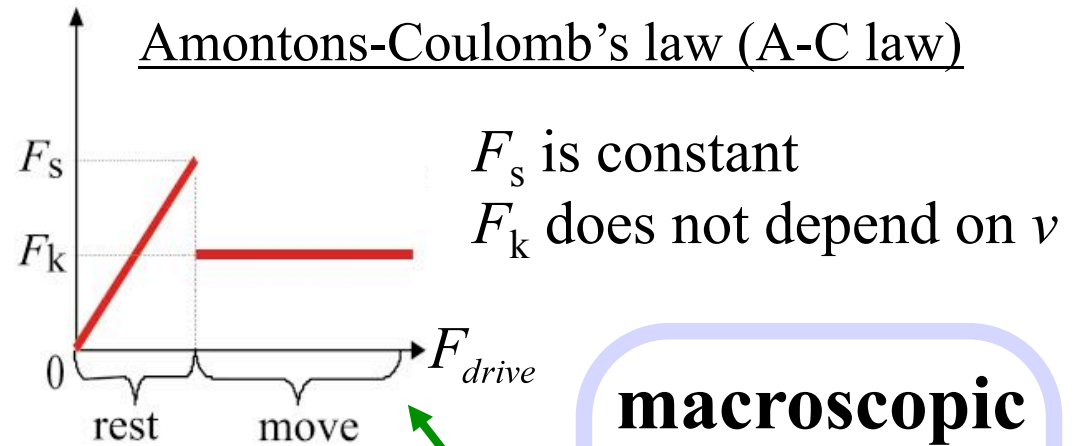 Amontons-Coulomb’s law (A-C law)
Fs
Fk
0
Fdrive
rest move
Fs is constant
Fk does not depend on v
macroscopic